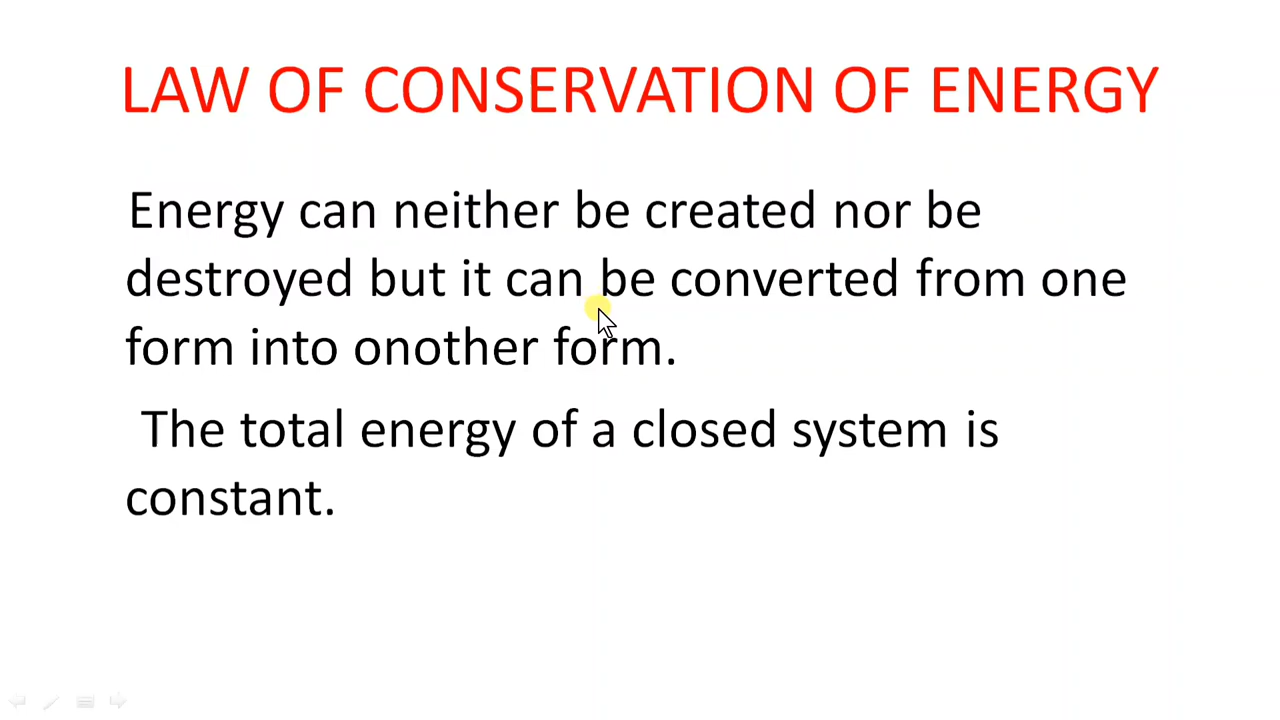 LAW OF CONSERVATION OF ENERGY
Energy can neither be created nor be
destroyed but it can be converted from one
form into onother form.
The total energy of a closed system is
constant.